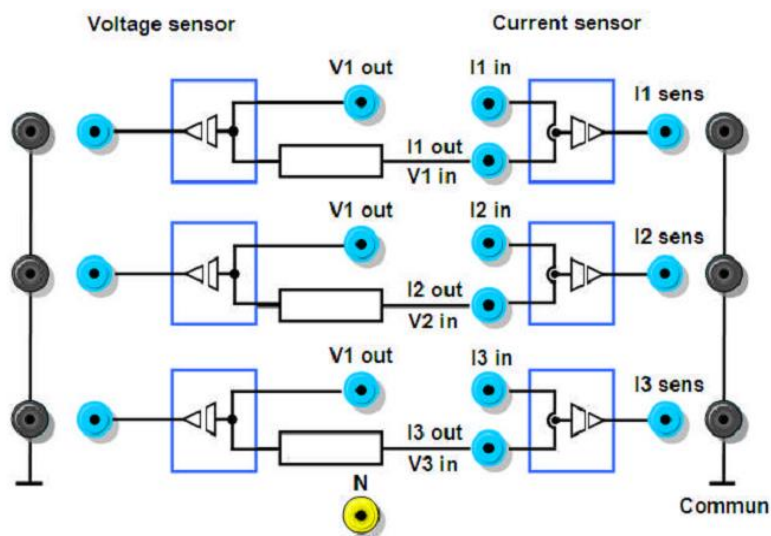 Voltage sensor
Current sensor
V1 out
I1 in
I1 sens
I1 out
V1 in
V1 out
I2 in
I2 sens
I2 out
V2 in
V1 out
I3 in
I3 sens
I3 out
V3 in
N
Commun